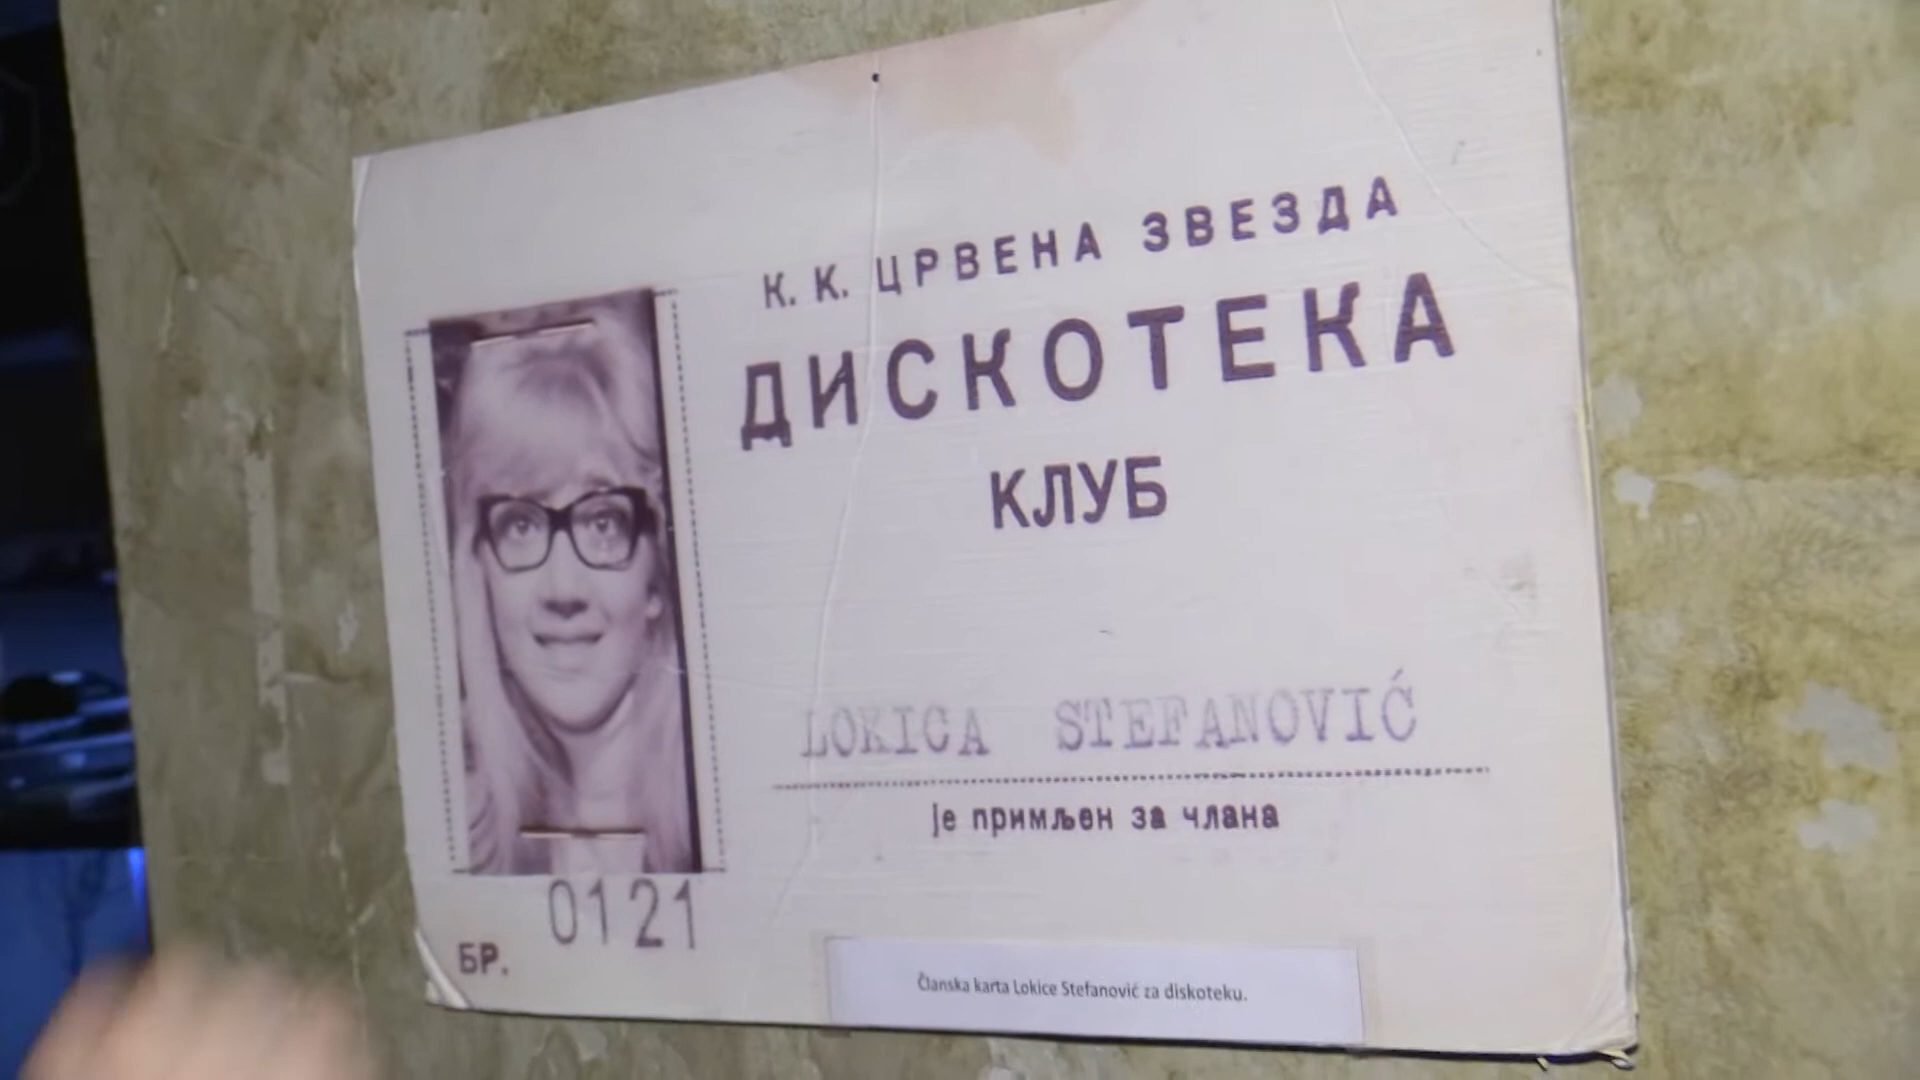 К. К. ЦРВЕНА ЗВЕЗДА
ДИСКОТЕКА
КЛУБ
LOKICA STEFANOVIĆ
је примљен за члана
0121
БР.
Članska karta Lokice Stefanović za diskoteku.